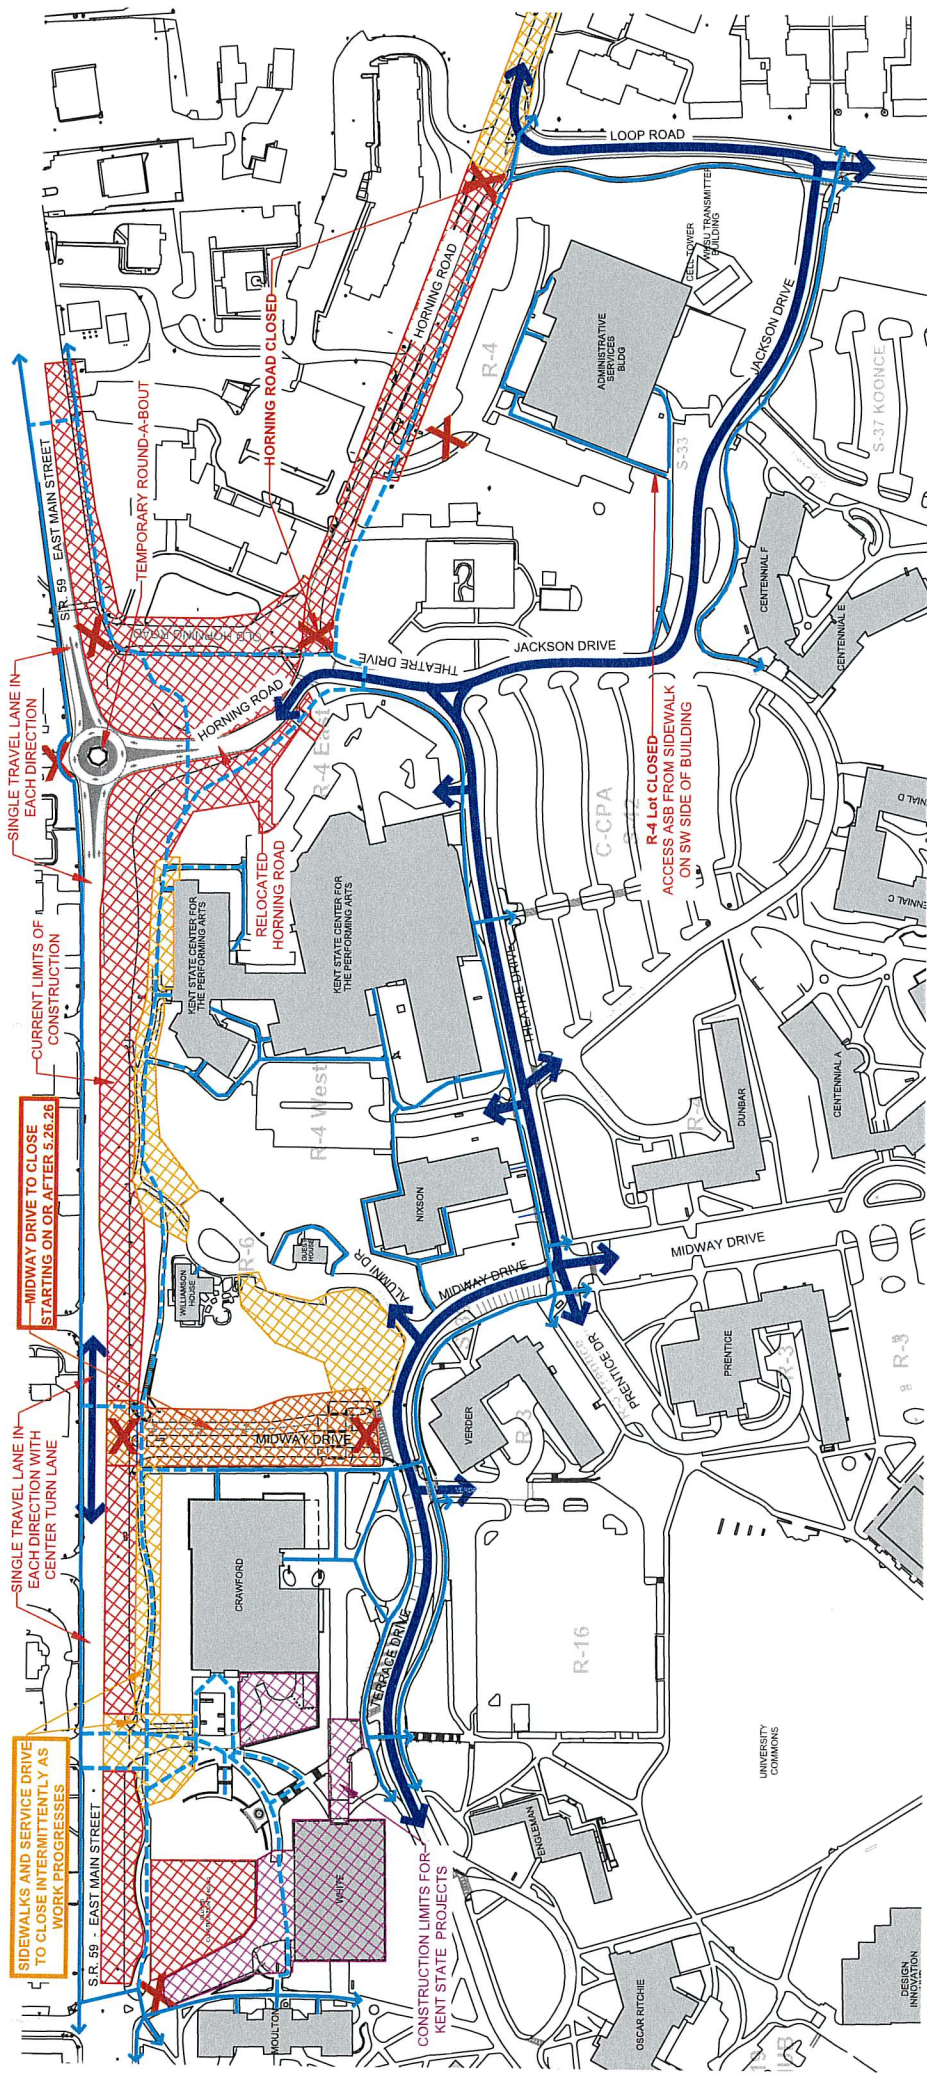 SIDEWALKS AND SERVICE DRIVE
TO CLOSE INTERMITTENTLY AS
WORK PROGRESSES
SINGLE TRAVEL LANE IN
EACH DIRECTION WITH
CENTER TURN LANE
MIDWAY DRIVE TO CLOSE
STARTING ON OR AFTER 5.26.26
CURRENT LIMITS OF
CONSTRUCTION
SINGLE TRAVEL LANE IN
EACH DIRECTION
S.R. 59 - EAST MAIN STREET
S.R. 59 - EAST MAIN STREET
TEMPORARY ROUND-A-BOUT
HORNING ROAD CLOSED
OLD HORNING ROAD
HORNING ROAD
HORNING ROAD
RELOCATED
HORNING ROAD
LOOP ROAD
MOULTON
WHITE
CRAWFORD
MIDWAY DRIVE
WILLIAMSON
HOUSE
R-6
GUEST
HOUSE
ALUMNI DR
NIXSON
R-4 West
KENT STATE CENTER FOR
THE PERFORMING ARTS
KENT STATE CENTER FOR
THE PERFORMING ARTS
R-4 East
THEATRE DRIVE
JACKSON DRIVE
R-4
ADMINISTRATIVE
SERVICES
BLDG
CELL TOWER
WKSU TRANSMITTER
BUILDING
S-33
JACKSON DRIVE
S-37 KOONCE
CONSTRUCTION LIMITS FOR
KENT STATE PROJECTS
TERRACE DRIVE
VERDER
R-3
MIDWAY DRIVE
MIDWAY DRIVE
PRENTICE DR
PRENTICE
R-3
R-3
THEATRE DRIVE
C-CPA
S-42
R-4 Lot CLOSED
ACCESS ASB FROM SIDEWALK
ON SW SIDE OF BUILDING
R-4
DUNBAR
CENTENNIAL A
CENTENNIAL F
CENTENNIAL E
ENNIAL D
ENNIAL C
R-16
ENGLEMAN
UNIVERSITY
COMMONS
OSCAR RITCHIE
DESIGN
INNOVATION